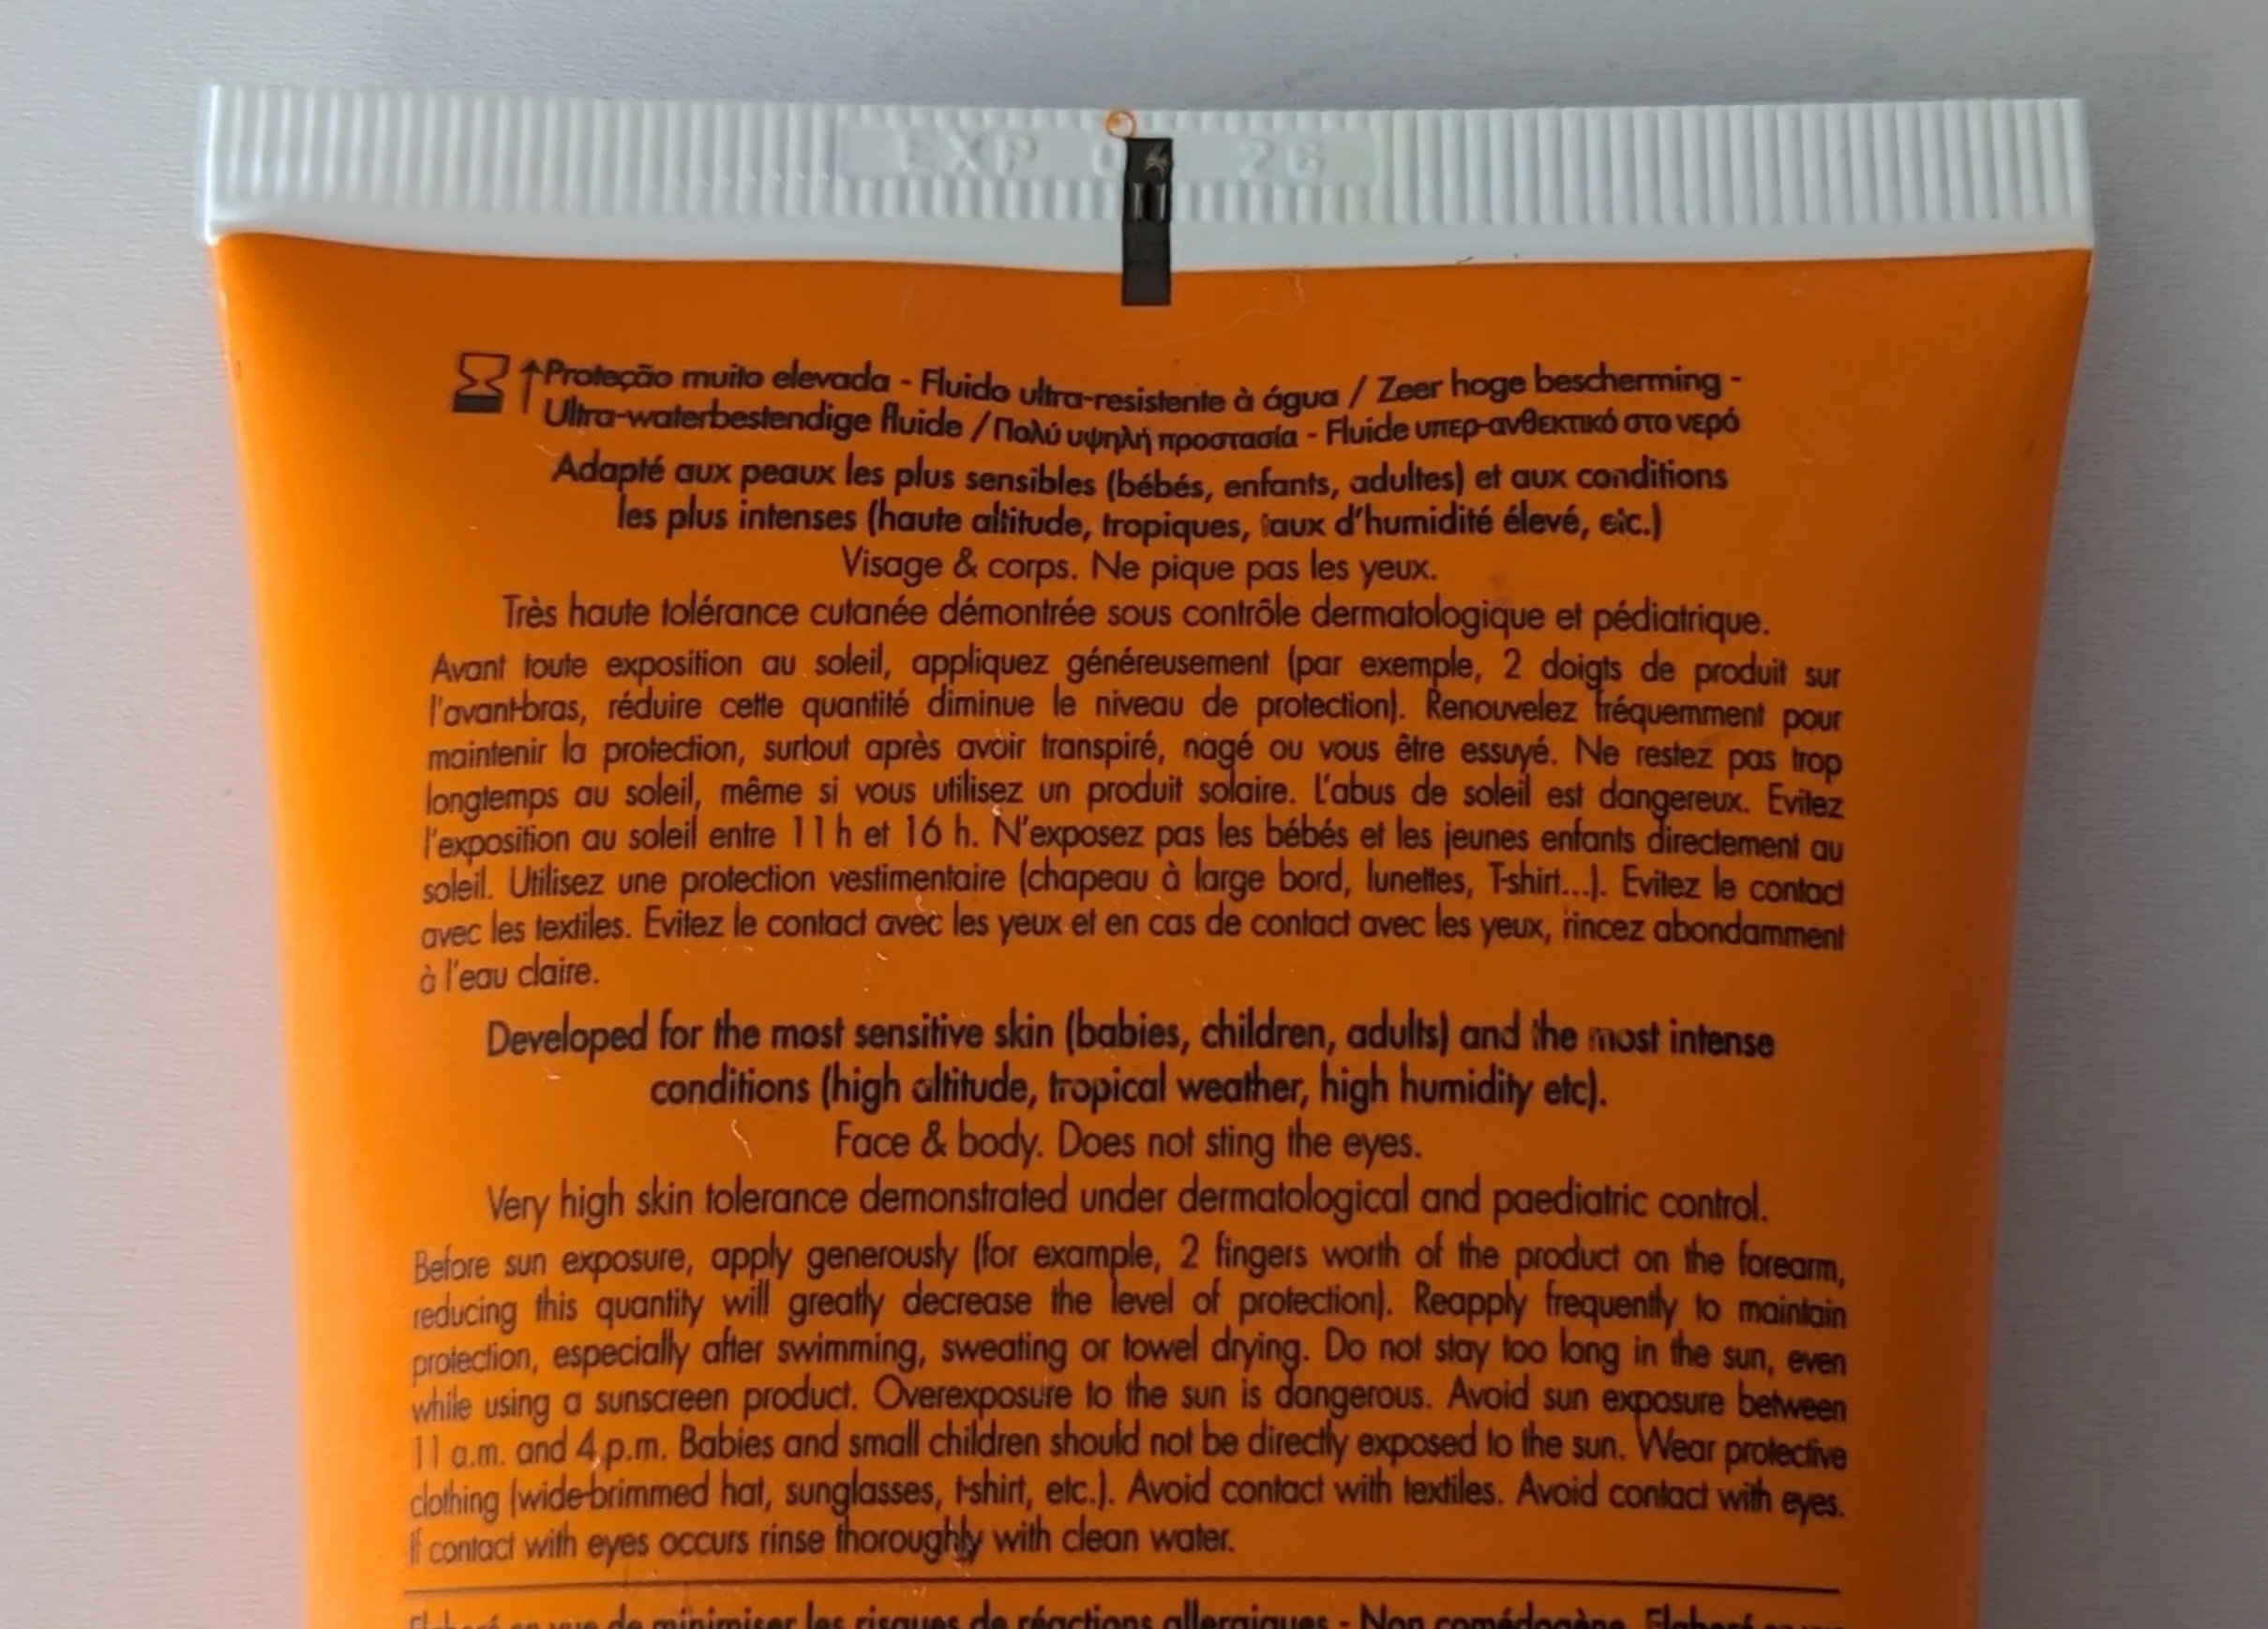 EXP 04 26
Proteção muito elevada - Fluido ultra-resistente à água / Zeer hoge bescherming -
Ultra-waterbestendige fluide / Πολύ υψηλή προστασία - Fluide υπερ-ανθεκτικό στο νερό
Adapté aux peaux les plus sensibles (bébés, enfants, adultes) et aux conditions
les plus intenses (haute altitude, tropiques, taux d'humidité élevé, etc.)
Visage & corps. Ne pique pas les yeux.
Très haute tolérance cutanée démontrée sous contrôle dermatologique et pédiatrique.
Avant toute exposition au soleil, appliquez généreusement (par exemple, 2 doigts de produit sur
l'avant-bras, réduire cette quantité diminue le niveau de protection). Renouvelez fréquemment pour
maintenir la protection, surtout après avoir transpiré, nagé ou vous être essuyé. Ne restez pas trop
longtemps au soleil, même si vous utilisez un produit solaire. L'abus de soleil est dangereux. Evitez
l'exposition au soleil entre 11 h et 16 h. N'exposez pas les bébés et les jeunes enfants directement au
soleil. Utilisez une protection vestimentaire (chapeau à large bord, lunettes, T-shirt...). Evitez le contact
avec les textiles. Evitez le contact avec les yeux et en cas de contact avec les yeux, rincez abondamment
à l'eau claire.
Developed for the most sensitive skin (babies, children, adults) and the most intense
conditions (high altitude, tropical weather, high humidity etc).
Face & body. Does not sting the eyes.
Very high skin tolerance demonstrated under dermatological and paediatric control.
Before sun exposure, apply generously (for example, 2 fingers worth of the product on the forearm,
reducing this quantity will greatly decrease the level of protection). Reapply frequently to maintain
protection, especially after swimming, sweating or towel drying. Do not stay too long in the sun, even
while using a sunscreen product. Overexposure to the sun is dangerous. Avoid sun exposure between
11 a.m. and 4 p.m. Babies and small children should not be directly exposed to the sun. Wear protective
clothing (wide-brimmed hat, sunglasses, t-shirt, etc.). Avoid contact with textiles. Avoid contact with eyes.
If contact with eyes occurs rinse thoroughly with clean water.
Elaboré en vue de minimiser les risques de réactions allergiques - Non comédogène. Elaboré